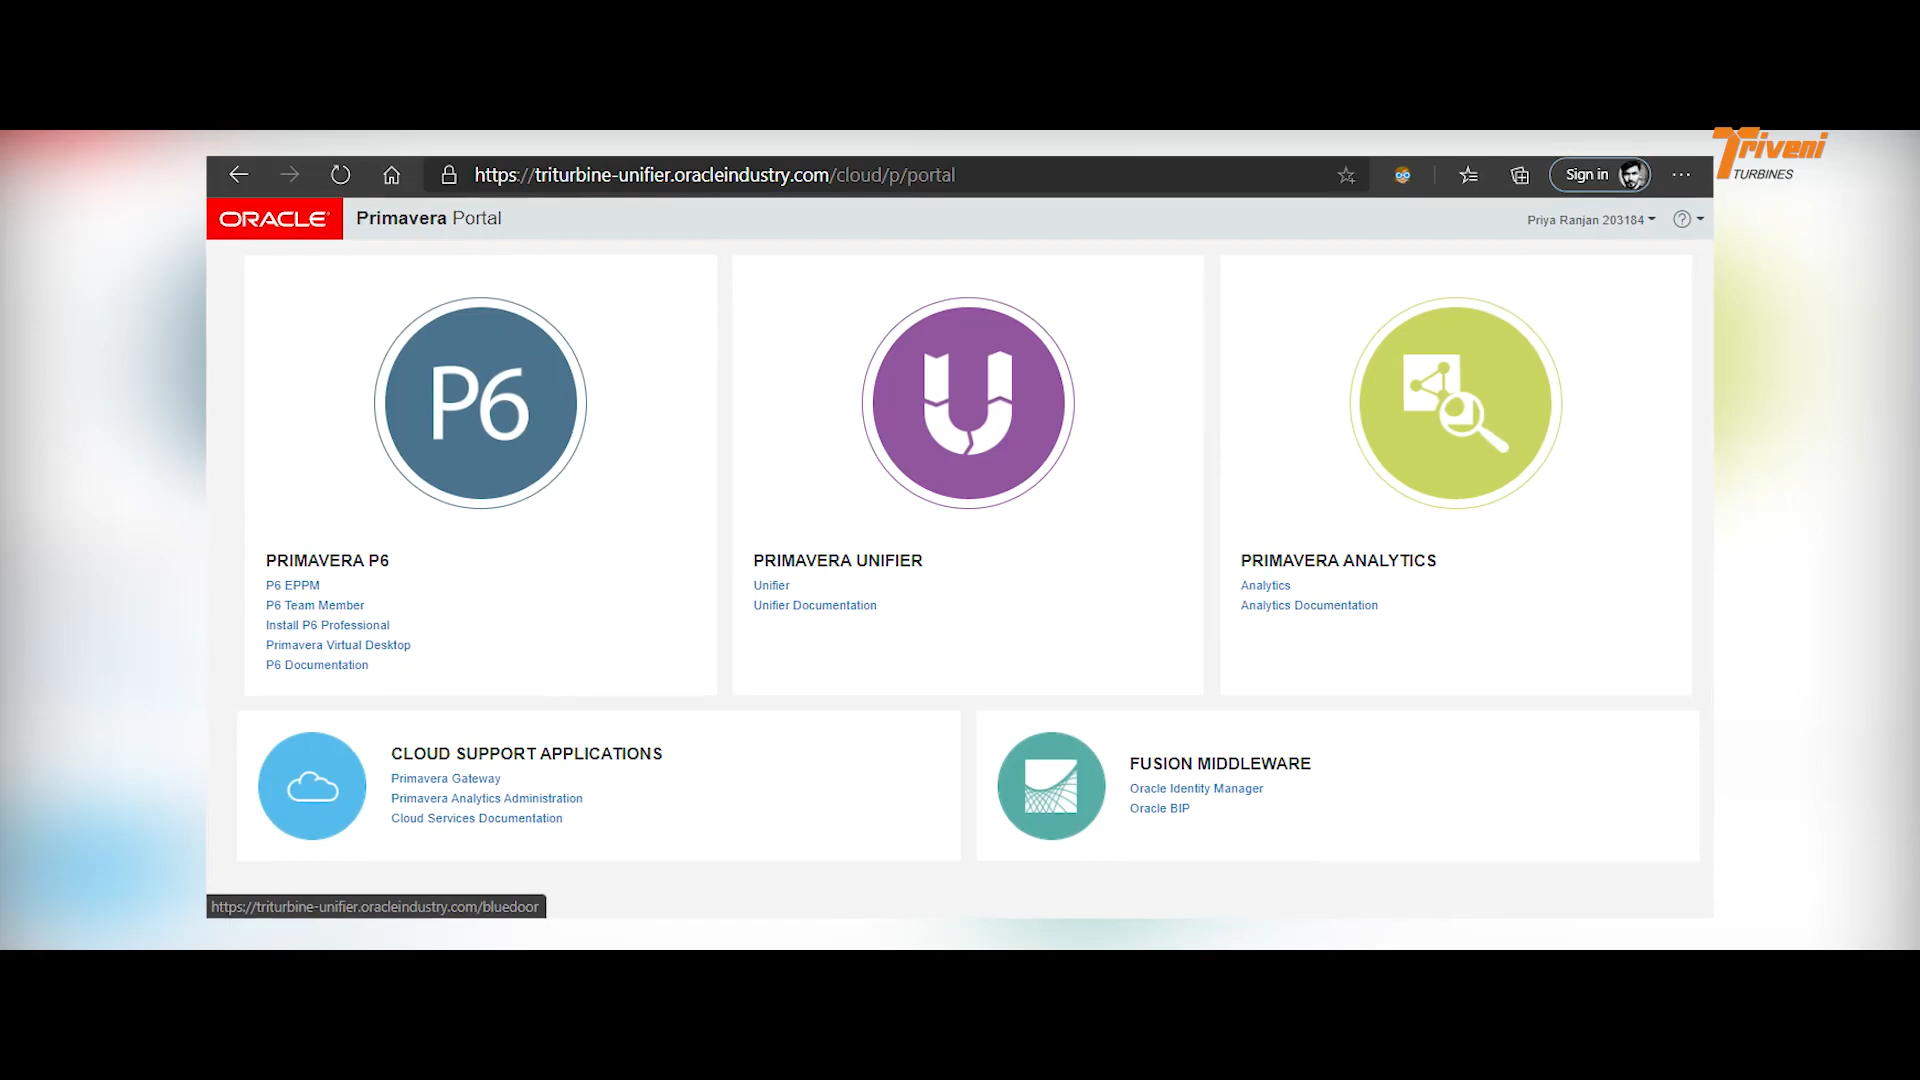 Triveni
TURBINES
https://triturbine-unifier.oracleindustry.com/cloud/p/portal
Sign in
ORACLE
Primavera Portal
Priya Ranjan 203184
P6
U
PRIMAVERA P6
P6 EPPM
P6 Team Member
Install P6 Professional
Primavera Virtual Desktop
P6 Documentation
PRIMAVERA UNIFIER
Unifier
Unifier Documentation
PRIMAVERA ANALYTICS
Analytics
Analytics Documentation
CLOUD SUPPORT APPLICATIONS
Primavera Gateway
Primavera Analytics Administration
Cloud Services Documentation
FUSION MIDDLEWARE
Oracle Identity Manager
Oracle BIP
https://triturbine-unifier.oracleindustry.com/bluedoor